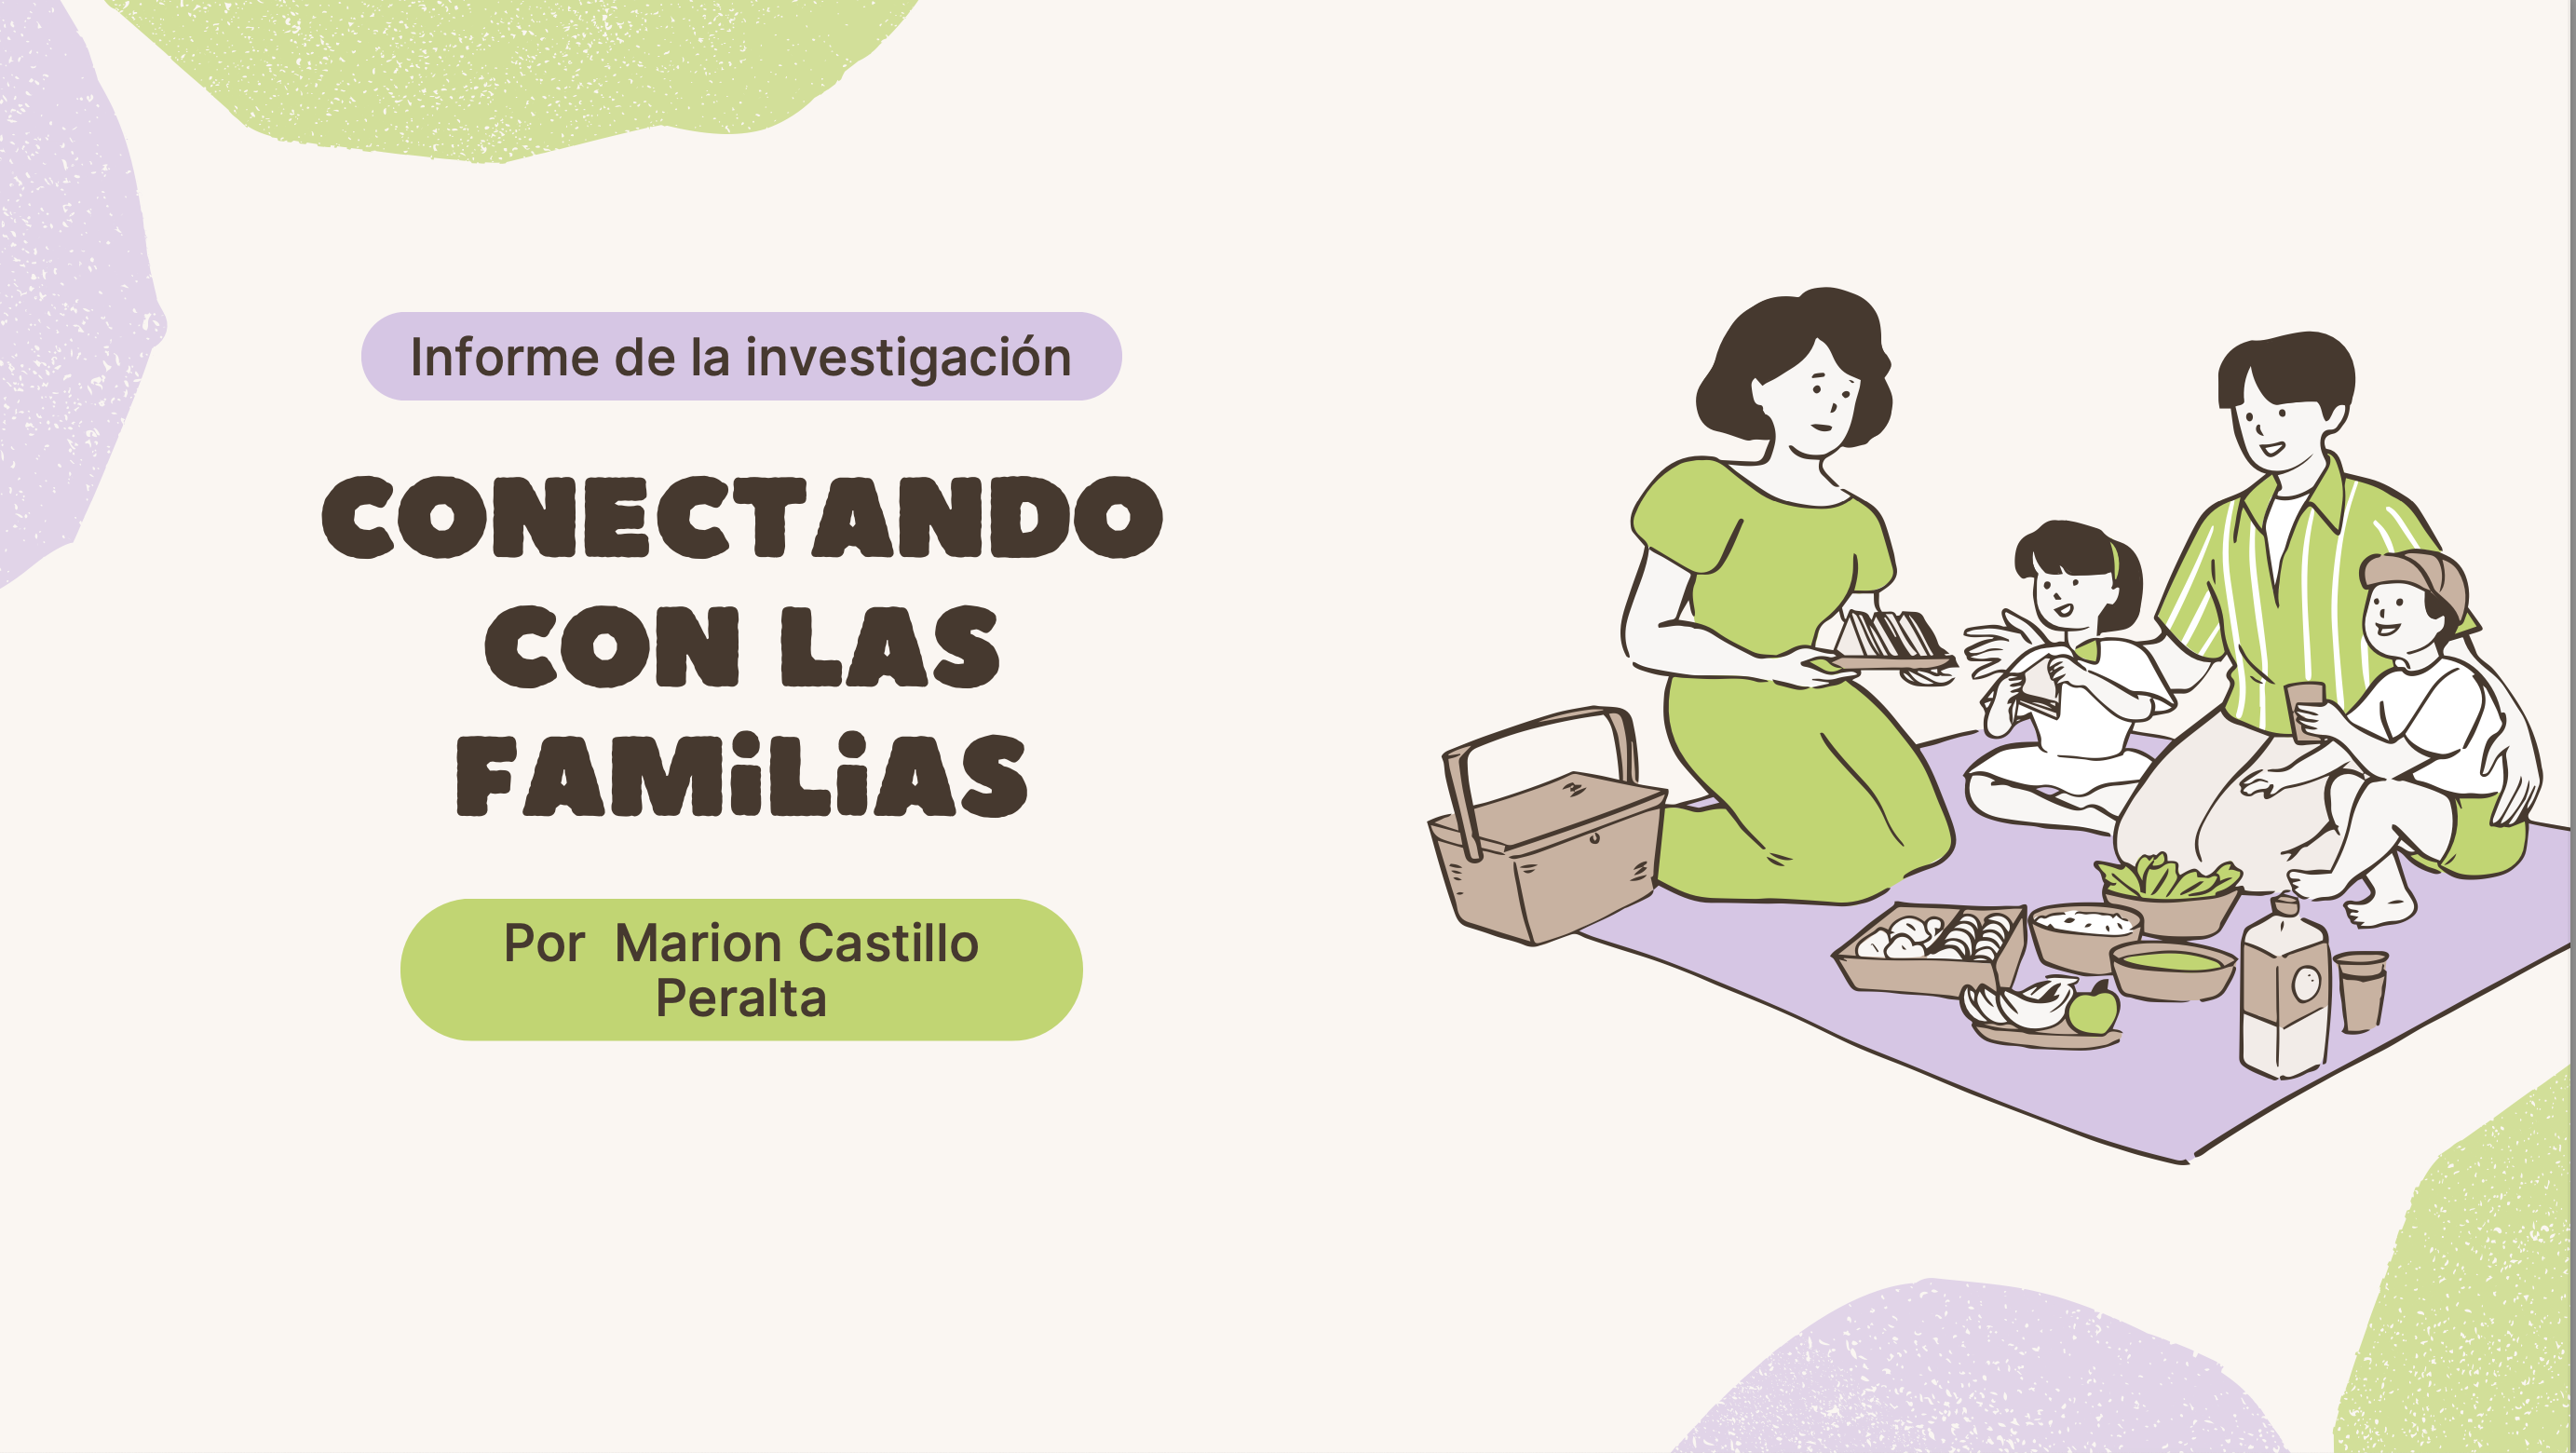 Informe de la investigación
CONECTANDO
CON LAS
FAMiLiAS
Por  Marion Castillo
Peralta